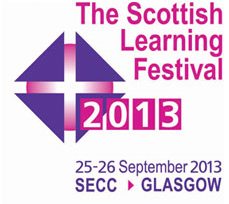 The Scottish
Learning
Festival
2013
25-26 September 2013
SECC ▸ GLASGOW